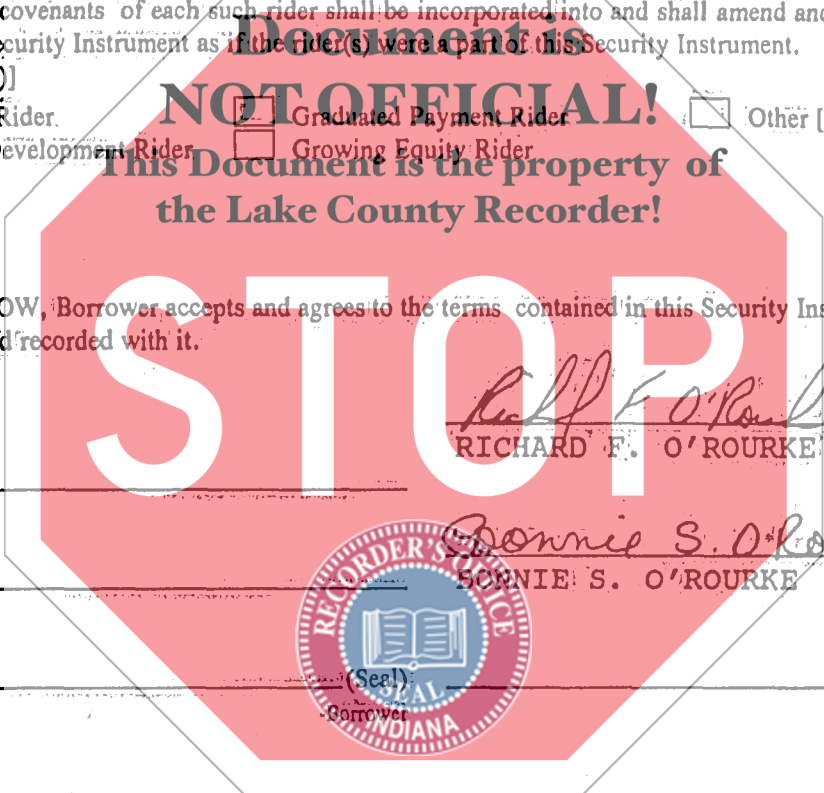 covenants of each such rider shall be incorporated into and shall amend and
curity Instrument as if the rider(s) were a part of this Security Instrument.
Document is
)]
NOT OFFICIAL!
Rider Graduated Payment Rider Other [
evelopment Rider Growing Equity Rider
This Document is the property of
the Lake County Recorder!
OW, Borrower accepts and agrees to the terms contained in this Security Ins
d recorded with it.
STOP
Richard F. O'Rou
RICHARD F. O'ROURKE
Bonnie S. O'Ro
BONNIE S. O'ROURKE
RECORDER'S OFFICE
(Seal)
SEAL
-Borrower
INDIANA